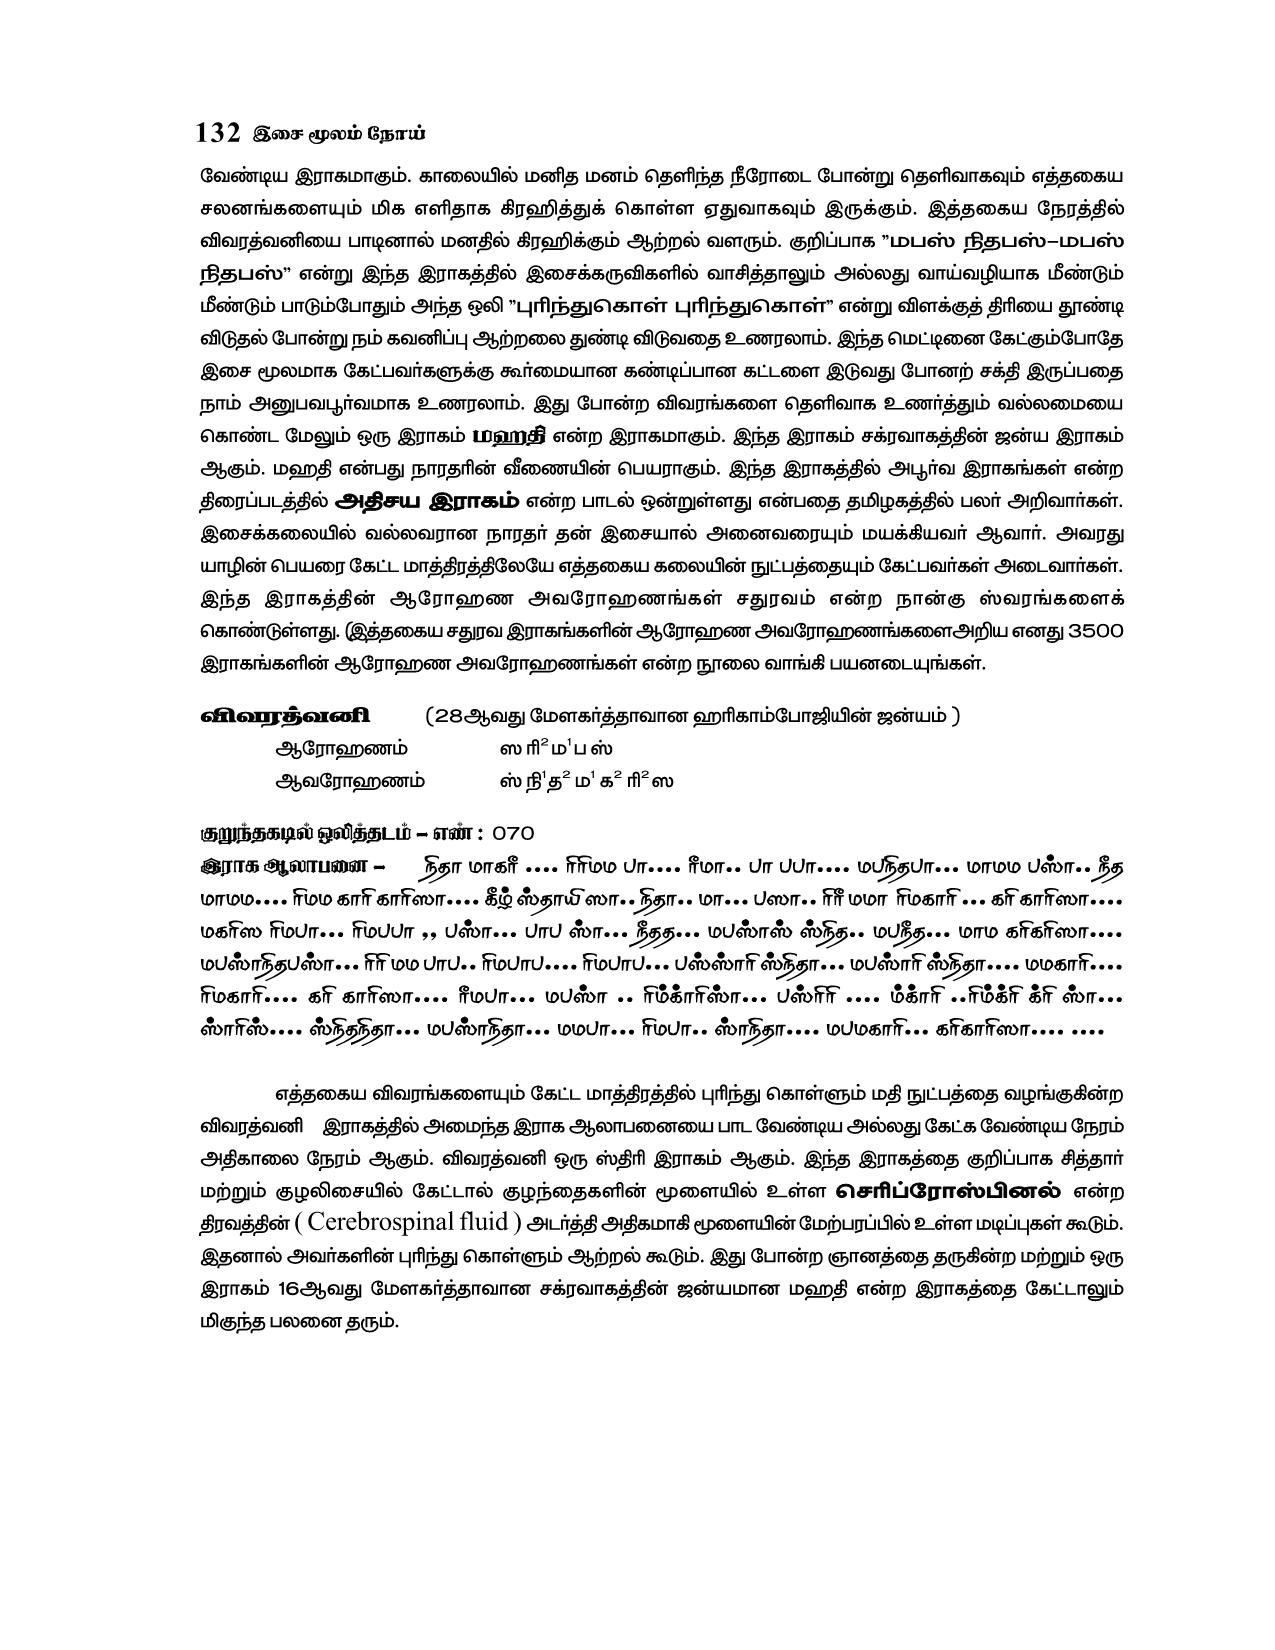 132 இசை மூலம் நோய்
வேண்டிய இராகமாகும். காலையில் மனித மனம் தெளிந்த நீரோடை போன்று தெளிவாகவும் எத்தகைய
சலனங்களையும் மிக எளிதாக கிரஹித்துக் கொள்ள ஏதுவாகவும் இருக்கும். இத்தகைய நேரத்தில்
விவரத்வனியை பாடினால் மனதில் கிரஹிக்கும் ஆற்றல் வளரும். குறிப்பாக ”மபஸ் நிதபஸ்–மபஸ்
நிதபஸ்” என்று இந்த இராகத்தில் இசைக்கருவிகளில் வாசித்தாலும் அல்லது வாய்வழியாக மீண்டும்
மீண்டும் பாடும்போதும் அந்த ஒலி ”புரிந்துகொள் புரிந்துகொள்” என்று விளக்குத் திரியை தூண்டி
விடுதல் போன்று நம் கவனிப்பு ஆற்றலை துண்டி விடுவதை உணரலாம். இந்த மெட்டினை கேட்கும்போதே
இசை மூலமாக கேட்பவர்களுக்கு கூர்மையான கண்டிப்பான கட்டளை இடுவது போனற் சக்தி இருப்பதை
நாம் அனுபவபூர்வமாக உணரலாம். இது போன்ற விவரங்களை தெளிவாக உணர்த்தும் வல்லமையை
கொண்ட மேலும் ஒரு இராகம் மஹதி என்ற இராகமாகும். இந்த இராகம் சக்ரவாகத்தின் ஜன்ய இராகம்
ஆகும். மஹதி என்பது நாரதரின் வீணையின் பெயராகும். இந்த இராகத்தில் அபூர்வ இராகங்கள் என்ற
திரைப்படத்தில் அதிசய இராகம் என்ற பாடல் ஒன்றுள்ளது என்பதை தமிழகத்தில் பலர் அறிவார்கள்.
இசைக்கலையில் வல்லவரான நாரதர் தன் இசையால் அனைவரையும் மயக்கியவர் ஆவார். அவரது
யாழின் பெயரை கேட்ட மாத்திரத்திலேயே எத்தகைய கலையின் நுட்பத்தையும் கேட்பவர்கள் அடைவார்கள்.
இந்த இராகத்தின் ஆரோஹண அவரோஹணங்கள் சதுரவம் என்ற நான்கு ஸ்வரங்களைக்
கொண்டுள்ளது. (இத்தகைய சதுரவ இராகங்களின் ஆரோஹண அவரோஹணங்களைஅறிய எனது 3500
இராகங்களின் ஆரோஹண அவரோஹணங்கள் என்ற நூலை வாங்கி பயனடையுங்கள்.
விவரத்வனி (28ஆவது மேளகர்த்தாவான ஹரிகாம்போஜியின் ஜன்யம் )
ஆரோஹணம் ஸ ரி² ம¹ ப ஸ்
ஆவரோஹணம் ஸ் நி¹ த² ம¹ க² ரி² ஸ
குறுந்தகடில் ஒலித்தடம் – எண் : 070
இராக ஆலாபனை – நிதா மாகரீ .... ரிரிமம பா.... ரீமா.. பா பபா.... மபநிதபா... மாமம பஸ்ா.. நீத
மாமம.... ரிமம காரி காரிஸா.... கீழ் ஸ்தாய் ஸா.. நிதா.. மா... பஸா.. ரிரீ மமா ரிமகாரி ... கரி காரிஸா....
மகரிஸ ரிமபா... ரிமபபா ,, பஸ்ா... பாப ஸ்ா... நீதத... மபஸ்ாஸ் ஸ்நித.. மபநீத... மாம கரிகரிஸா....
மபஸ்ாநிதபஸ்ா... ரிரி மம பாப.. ரிமபாப.... ரிமபாப... பஸ்ஸ்ாரி ஸ்நிதா... மபஸ்ாரி ஸ்நிதா.... மமகாரி....
ரிமகாரி.... கரி காரிஸா.... ரீமபா... மபஸ்ா .. ரிம்க்ாரிஸ்ா... பஸ்ரிரி .... ம்க்ாரி ..ரிம்க்ரி க்ரி ஸ்ா...
ஸ்ாரிஸ்.... ஸ்நிதநிதா... மபஸ்ாநிதா... மமபா... ரிமபா.. ஸ்ாநிதா.... மபமகாரி... கரிகாரிஸா.... ....
எத்தகைய விவரங்களையும் கேட்ட மாத்திரத்தில் புரிந்து கொள்ளும் மதி நுட்பத்தை வழங்குகின்ற
விவரத்வனி இராகத்தில் அமைந்த இராக ஆலாபனையை பாட வேண்டிய அல்லது கேட்க வேண்டிய நேரம்
அதிகாலை நேரம் ஆகும். விவரத்வனி ஒரு ஸ்திரி இராகம் ஆகும். இந்த இராகத்தை குறிப்பாக சித்தார்
மற்றும் குழலிசையில் கேட்டால் குழந்தைகளின் மூளையில் உள்ள செரிப்ரோஸ்பினல் என்ற
திரவத்தின் ( Cerebrospinal fluid ) அடர்த்தி அதிகமாகி மூளையின் மேற்பரப்பில் உள்ள மடிப்புகள் கூடும்.
இதனால் அவர்களின் புரிந்து கொள்ளும் ஆற்றல் கூடும். இது போன்ற ஞானத்தை தருகின்ற மற்றும் ஒரு
இராகம் 16ஆவது மேளகர்த்தாவான சக்ரவாகத்தின் ஜன்யமான மஹதி என்ற இராகத்தை கேட்டாலும்
மிகுந்த பலனை தரும்.